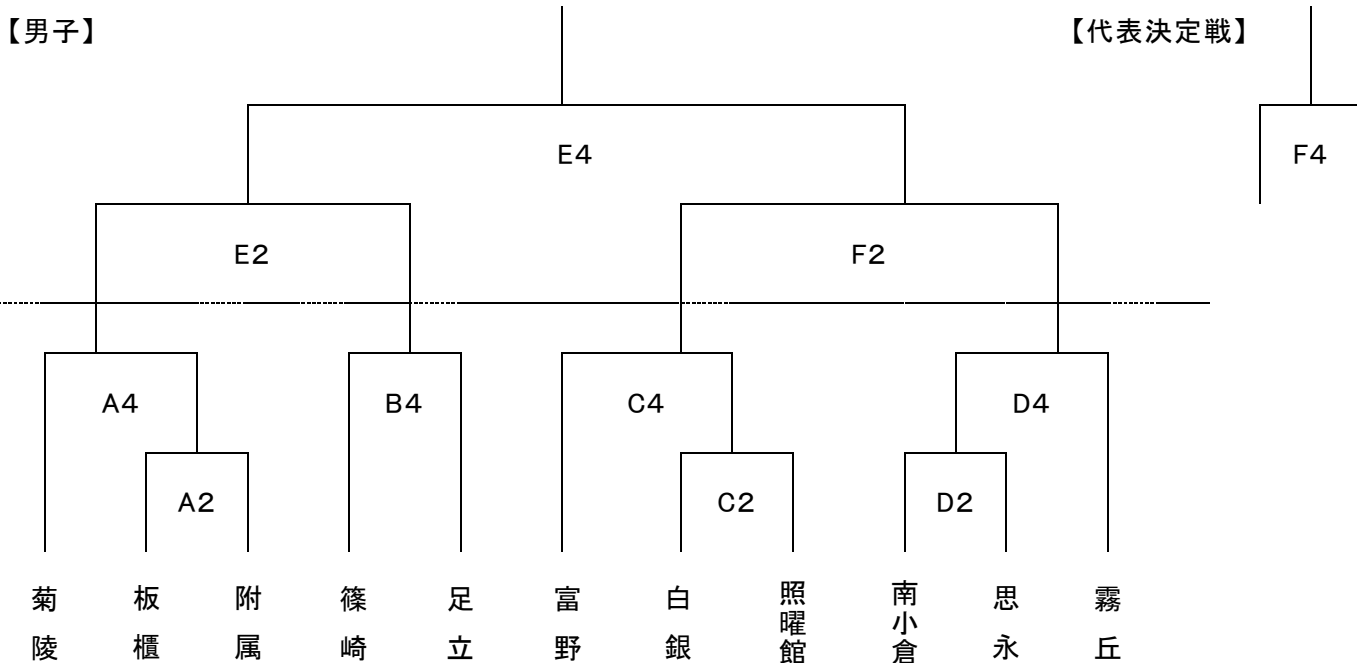 【男子】
【代表決定戦】
E4
F4
E2
F2
A4
B4
C4
D4
A2
C2
D2
菊陵
板櫃
附属
篠崎
足立
富野
白銀
照曜館
南小倉
思永
霧丘